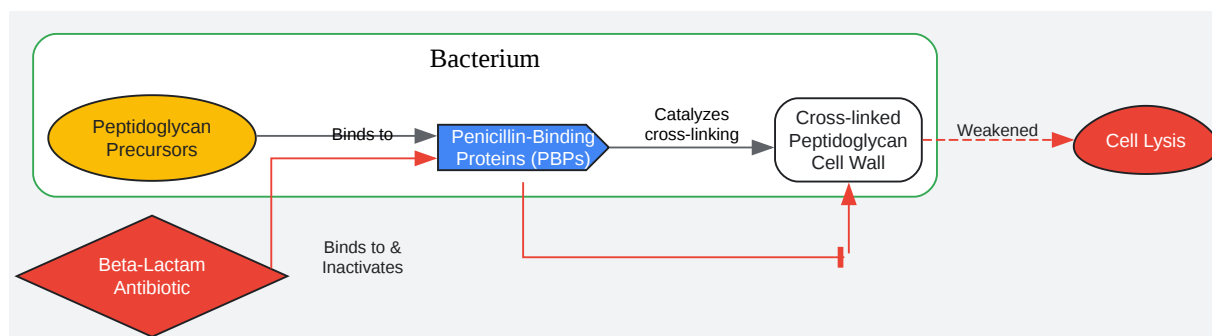 Bacterium
Peptidoglycan
Precursors
Binds to
Penicillin-Binding
Proteins (PBPs)
Catalyzes
cross-linking
Cross-linked
Peptidoglycan
Cell Wall
Weakened
Cell Lysis
Beta-Lactam
Antibiotic
Binds to &
Inactivates